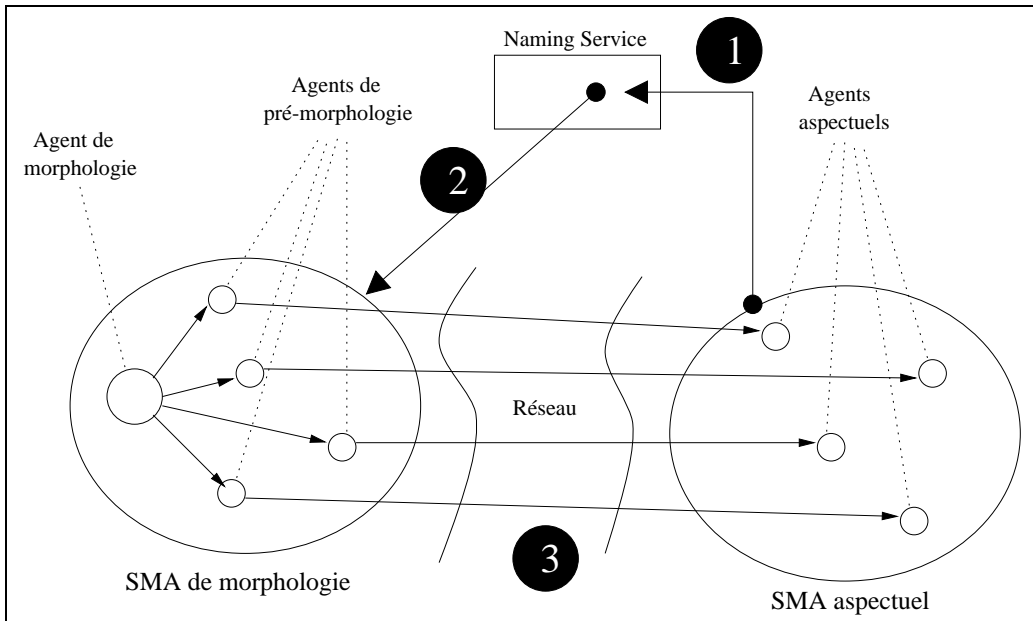 Naming Service
1
Agents de
pré-morphologie
Agents
aspectuels
Agent de
morphologie
2
Réseau
3
SMA de morphologie
SMA aspectuel